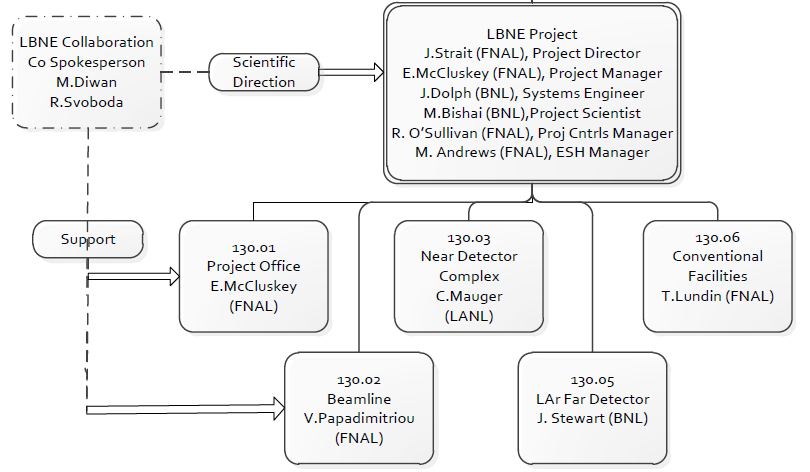 LBNE Collaboration
Co Spokesperson
M.Diwan
R.Svoboda
Scientific
Direction
LBNE Project
J.Strait (FNAL), Project Director
E.McCluskey (FNAL), Project Manager
J.Dolph (BNL), Systems Engineer
M.Bishai (BNL),Project Scientist
R. O’Sullivan (FNAL), Proj Cntrls Manager
M. Andrews (FNAL), ESH Manager
Support
130.01
Project Office
E.McCluskey
(FNAL)
130.03
Near Detector
Complex
C.Mauger
(LANL)
130.06
Conventional
Facilities
T.Lundin (FNAL)
130.02
Beamline
V.Papadimitriou
(FNAL)
130.05
LAr Far Detector
J. Stewart (BNL)